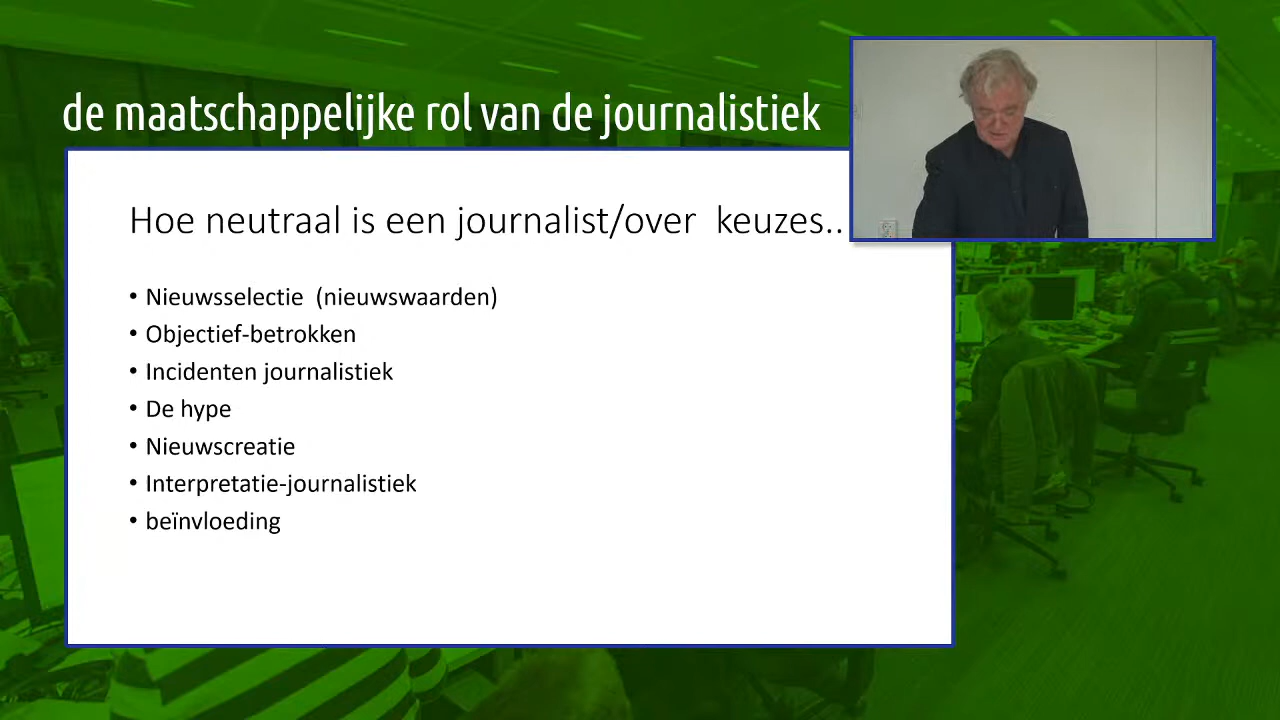 de maatschappelijke rol van de journalistiek
Hoe neutraal is een journalist/over  keuzes..
• Nieuwsselectie  (nieuwswaarden)
• Objectief-betrokken
• Incidenten journalistiek
• De hype
• Nieuwscreatie
• Interpretatie-journalistiek
• beïnvloeding